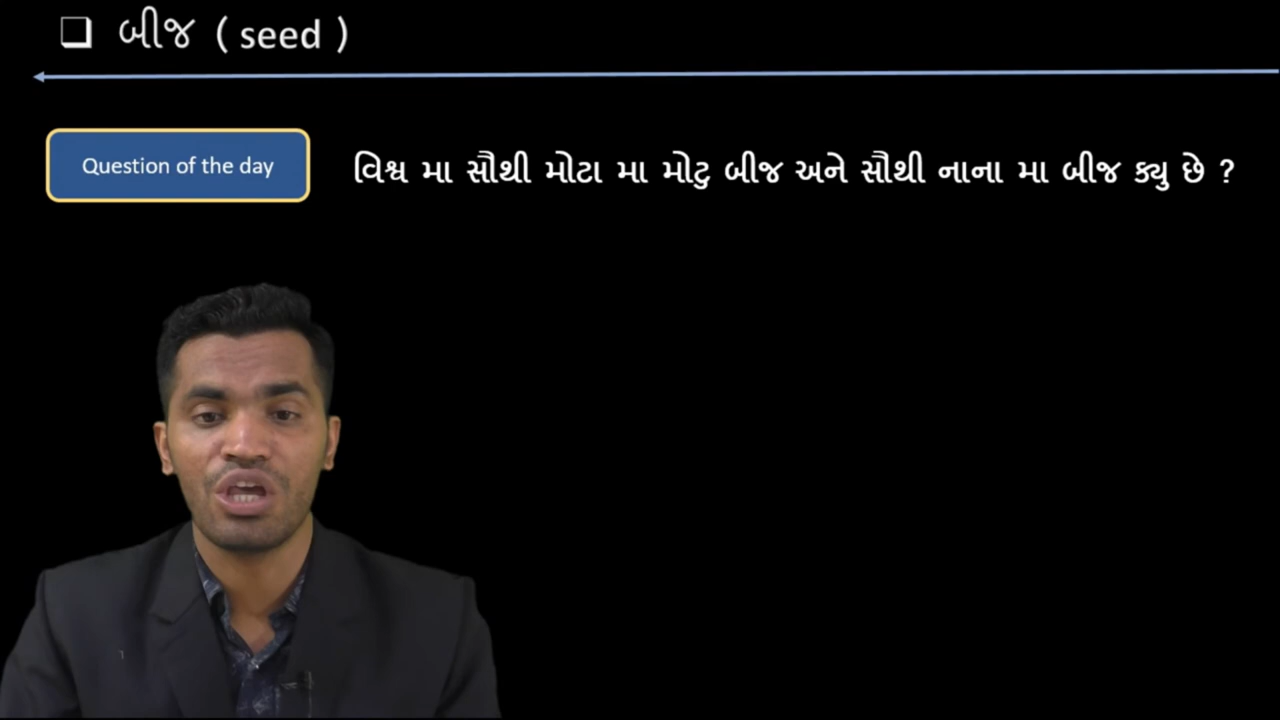 ❑ બીજ ( seed )
Question of the day
વિશ્વ મા સૌથી મોટા મા મોટુ બીજ અને સૌથી નાના મા બીજ ક્યુ છે ?